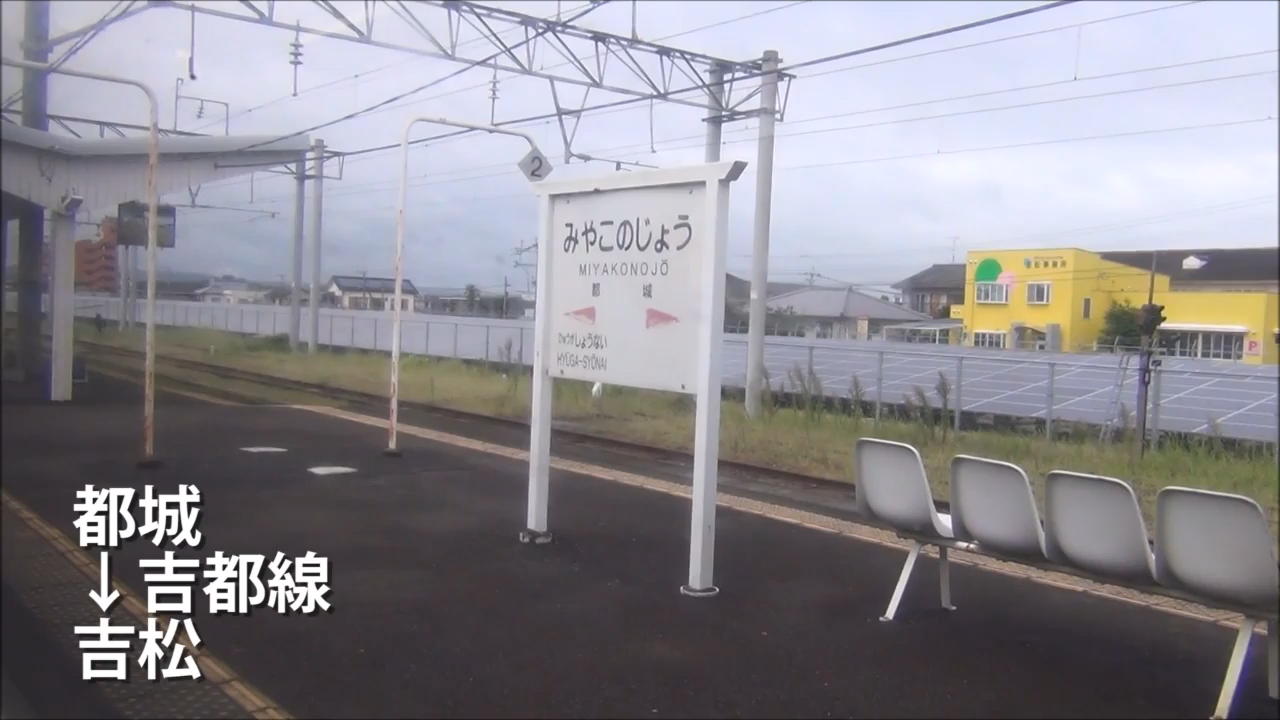 2
みやこのじょう
MIYAKONOJŌ
都 城
ひゅうがしょうない
HYŪGA-SYŌNAI
P
都城
↓吉都線
吉松